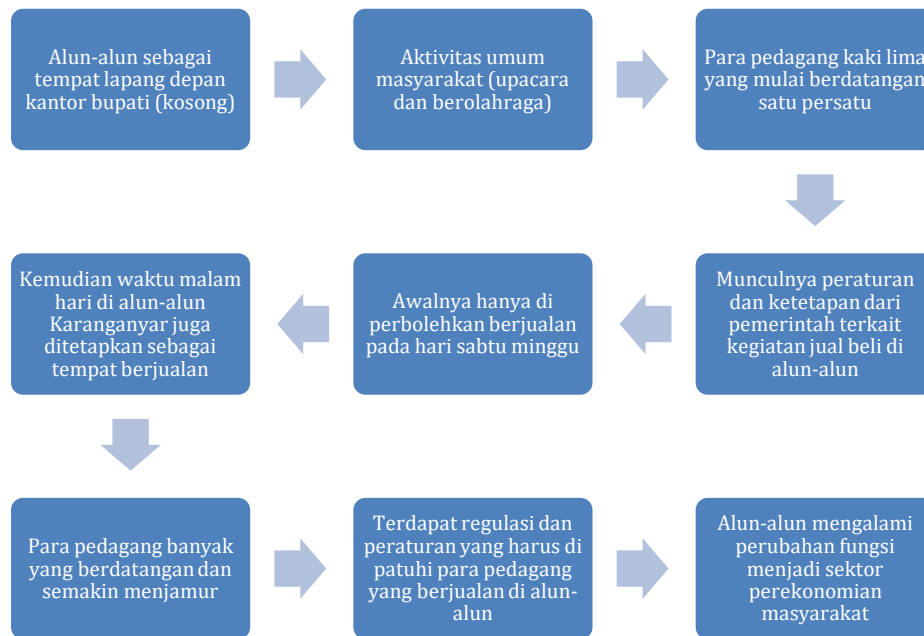 Alun-alun sebagai
tempat lapang depan
kantor bupati (kosong)
Aktivitas umum
masyarakat (upacara
dan berolahraga)
Para pedagang kaki lima
yang mulai berdatangan
satu persatu
Munculnya peraturan
dan ketetapan dari
pemerintah terkait
kegiatan jual beli di
alun-alun
Awalnya hanya di
perbolehkan berjualan
pada hari sabtu minggu
Kemudian waktu malam
hari di alun-alun
Karanganyar juga
ditetapkan sebagai
tempat berjualan
Para pedagang banyak
yang berdatangan dan
semakin menjamur
Terdapat regulasi dan
peraturan yang harus di
patuhi para pedagang
yang berjualan di alun-
alun
Alun-alun mengalami
perubahan fungsi
menjadi sektor
perekonomian
masyarakat